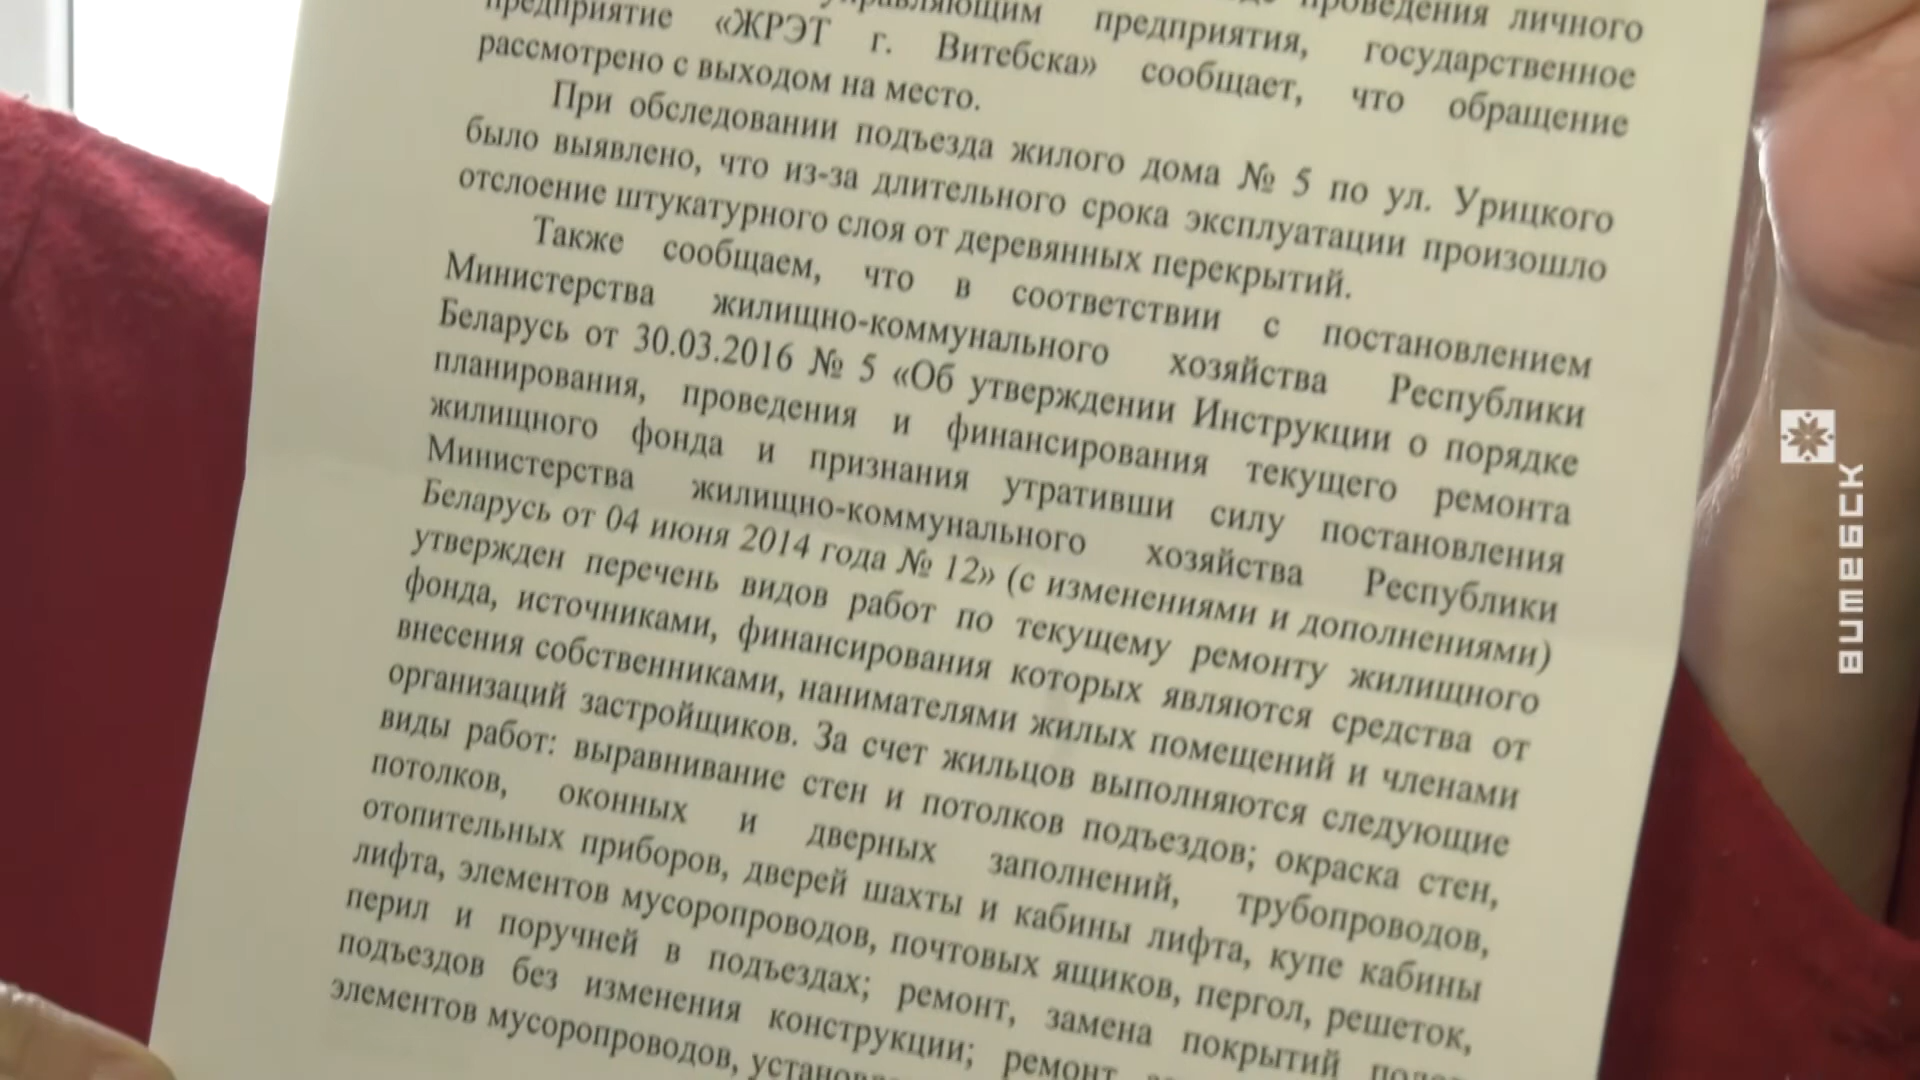 проведения личного
управляющим предприятия, государственное
предприятие «ЖРЭТ г. Витебска» сообщает, что обращение
рассмотрено с выходом на место.
При обследовании подъезда жилого дома № 5 по ул. Урицкого
было выявлено, что из-за длительного срока эксплуатации произошло
отслоение штукатурного слоя от деревянных перекрытий.
Также сообщаем, что в соответствии с постановлением
Министерства жилищно-коммунального хозяйства Республики
Беларусь от 30.03.2016 № 5 «Об утверждении Инструкции о порядке
планирования, проведения и финансирования текущего ремонта
жилищного фонда и признания утративши силу постановления
Министерства жилищно-коммунального хозяйства Республики
Беларусь от 04 июня 2014 года № 12» (с изменениями и дополнениями)
утвержден перечень видов работ по текущему ремонту жилищного
фонда, источниками, финансирования которых являются средства от
внесения собственниками, нанимателями жилых помещений и членами
организаций застройщиков. За счет жильцов выполняются следующие
виды работ: выравнивание стен и потолков подъездов; окраска стен,
потолков, оконных и дверных заполнений, трубопроводов,
отопительных приборов, дверей шахты и кабины лифта, купе кабины
лифта, элементов мусоропроводов, почтовых ящиков, пергол, решеток,
перил и поручней в подъездах; ремонт, замена покрытий
подъездов без изменения конструкции; ремонт
элементов мусоропроводов,
витебск